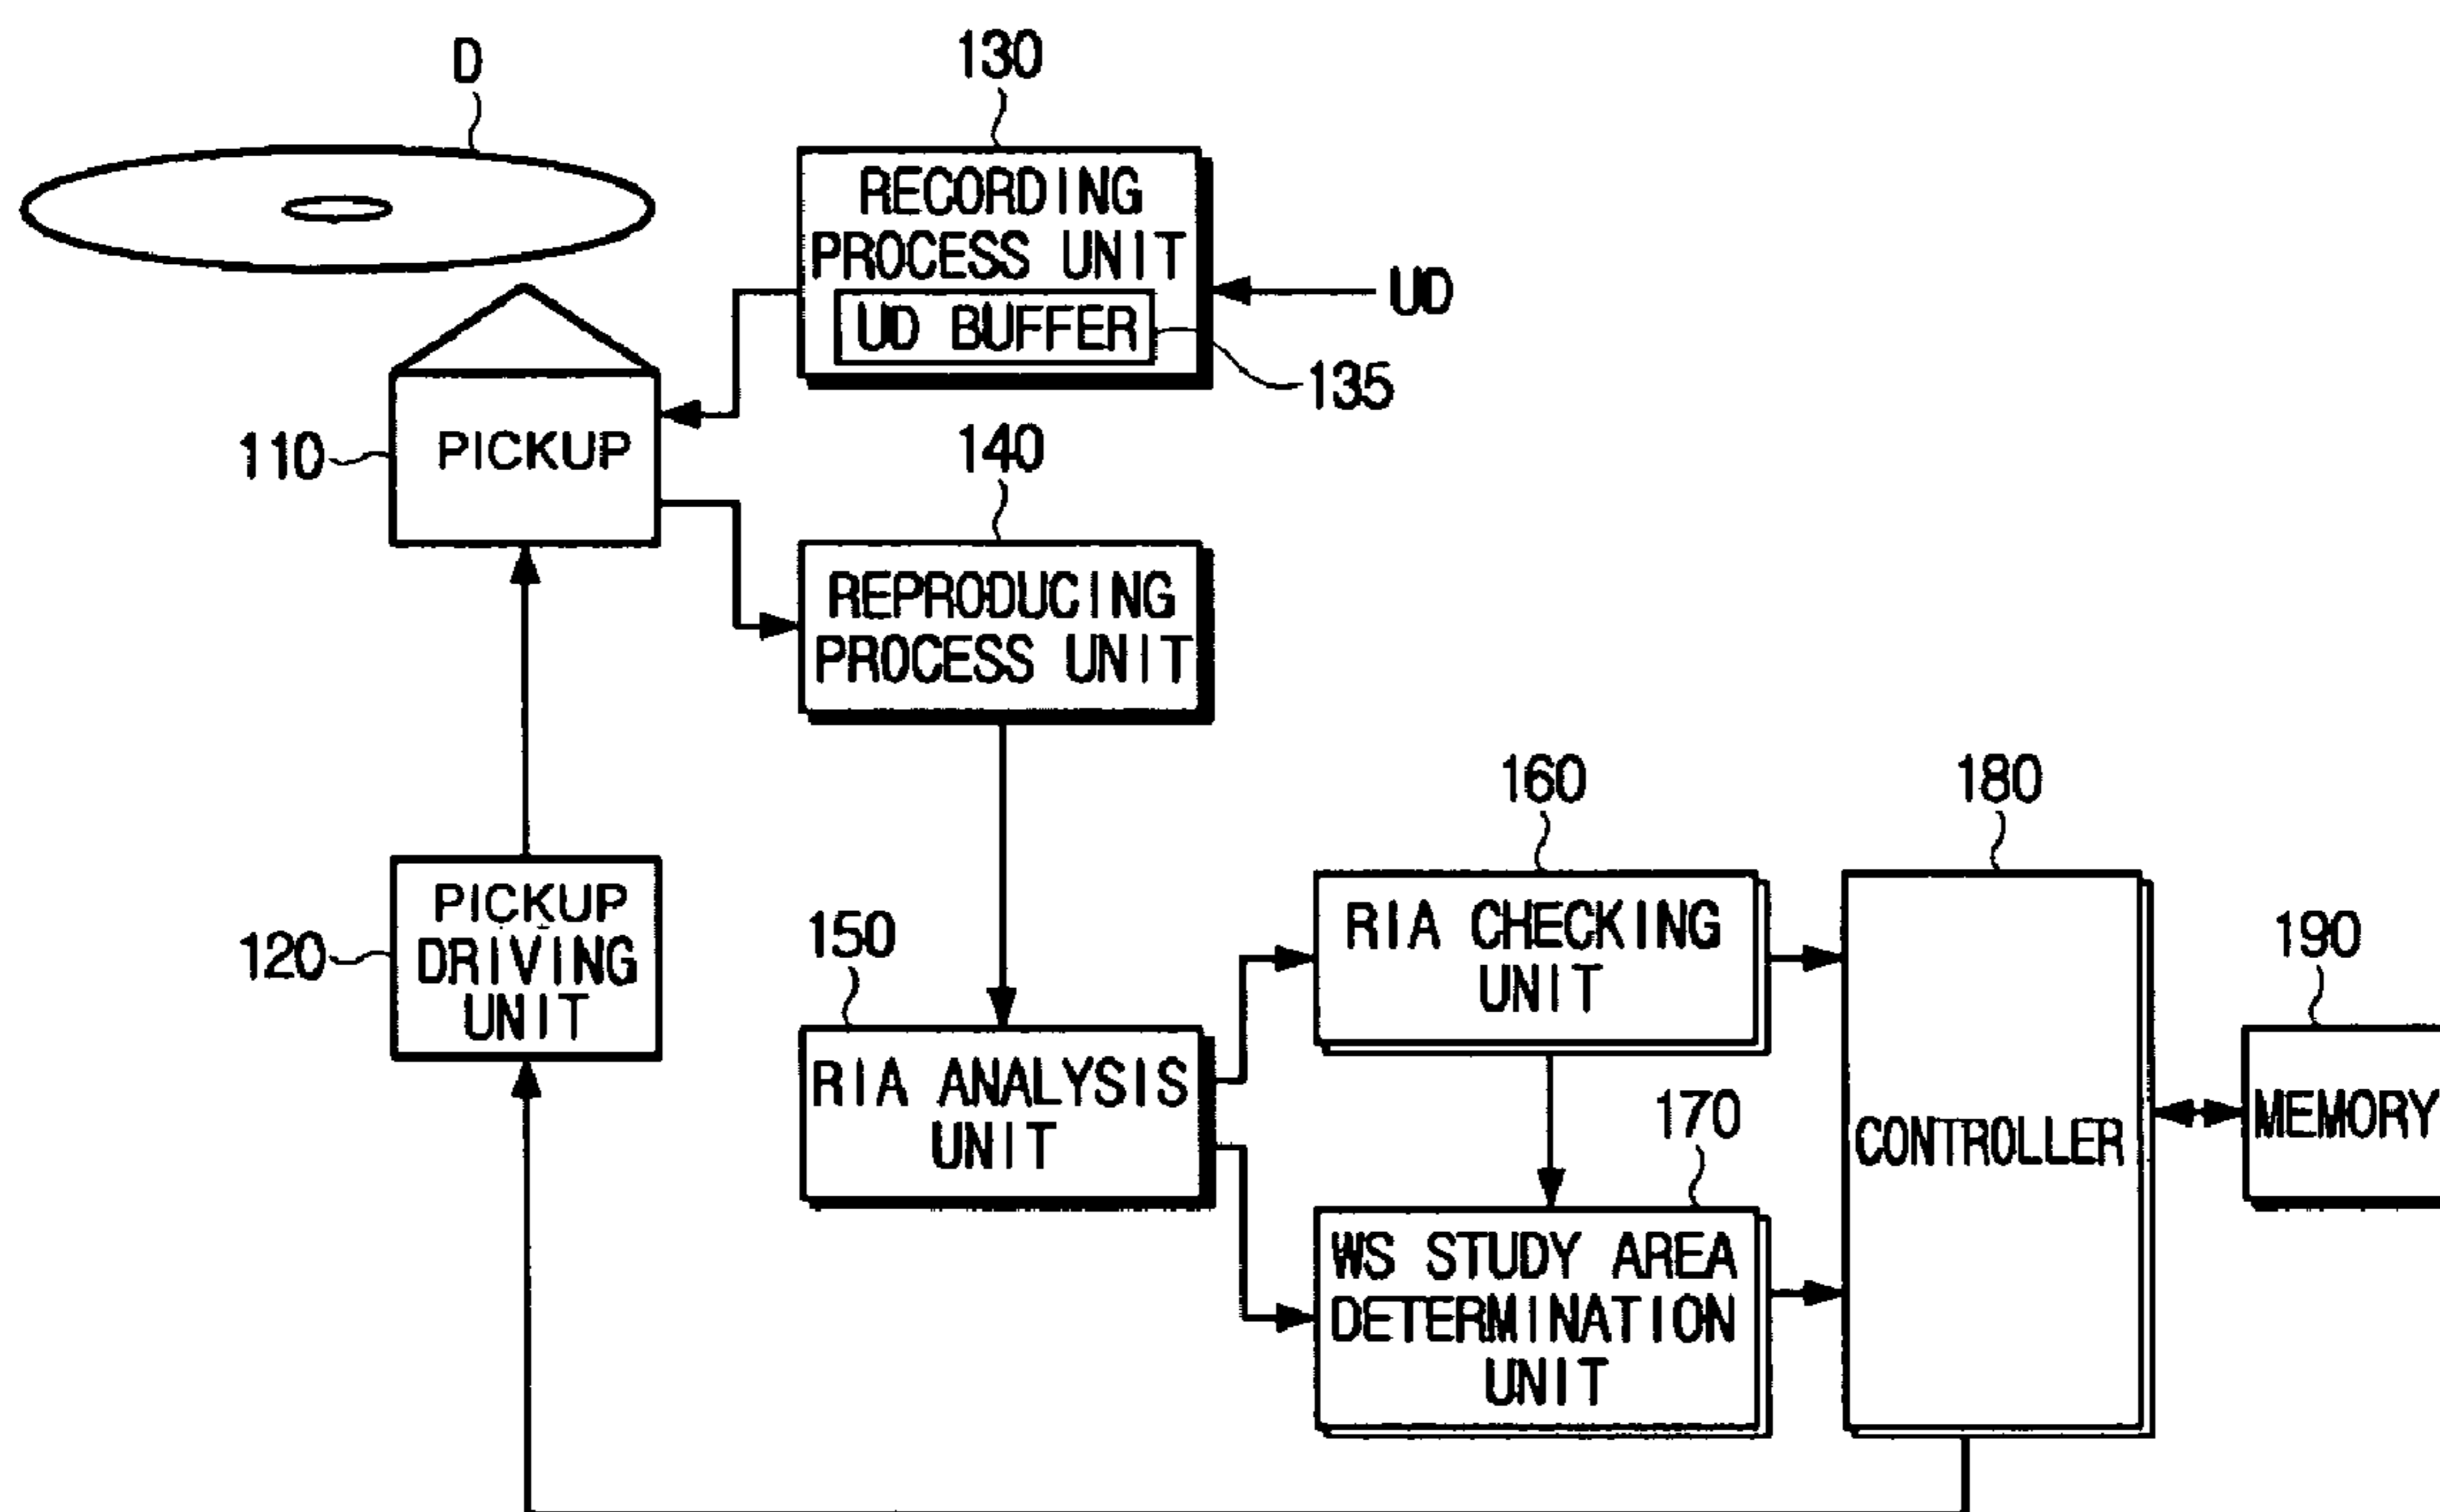 D
130
RECORDING
PROCESS UNIT
UD BUFFER
UD
135
110
PICKUP
140
REPRODUCING
PROCESS UNIT
160
180
120
PICKUP
DRIVING
UNIT
150
RIA CHECKING
UNIT
190
RIA ANALYSIS
UNIT
170
CONTROLLER
MEMORY
WS STUDY AREA
DETERMINATION
UNIT